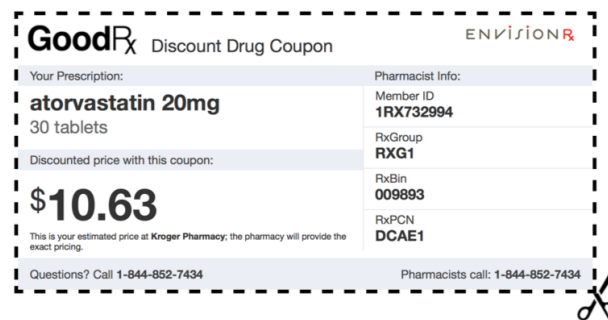 GoodRx Discount Drug Coupon
ENVISIONRx
Your Prescription:
atorvastatin 20mg
30 tablets
Discounted price with this coupon:
$10.63
This is your estimated price at Kroger Pharmacy; the pharmacy will provide the
exact pricing.
Pharmacist Info:
Member ID
1RX732994
RxGroup
RXG1
RxBin
009893
RxPCN
DCAE1
Questions? Call 1-844-852-7434
Pharmacists call: 1-844-852-7434